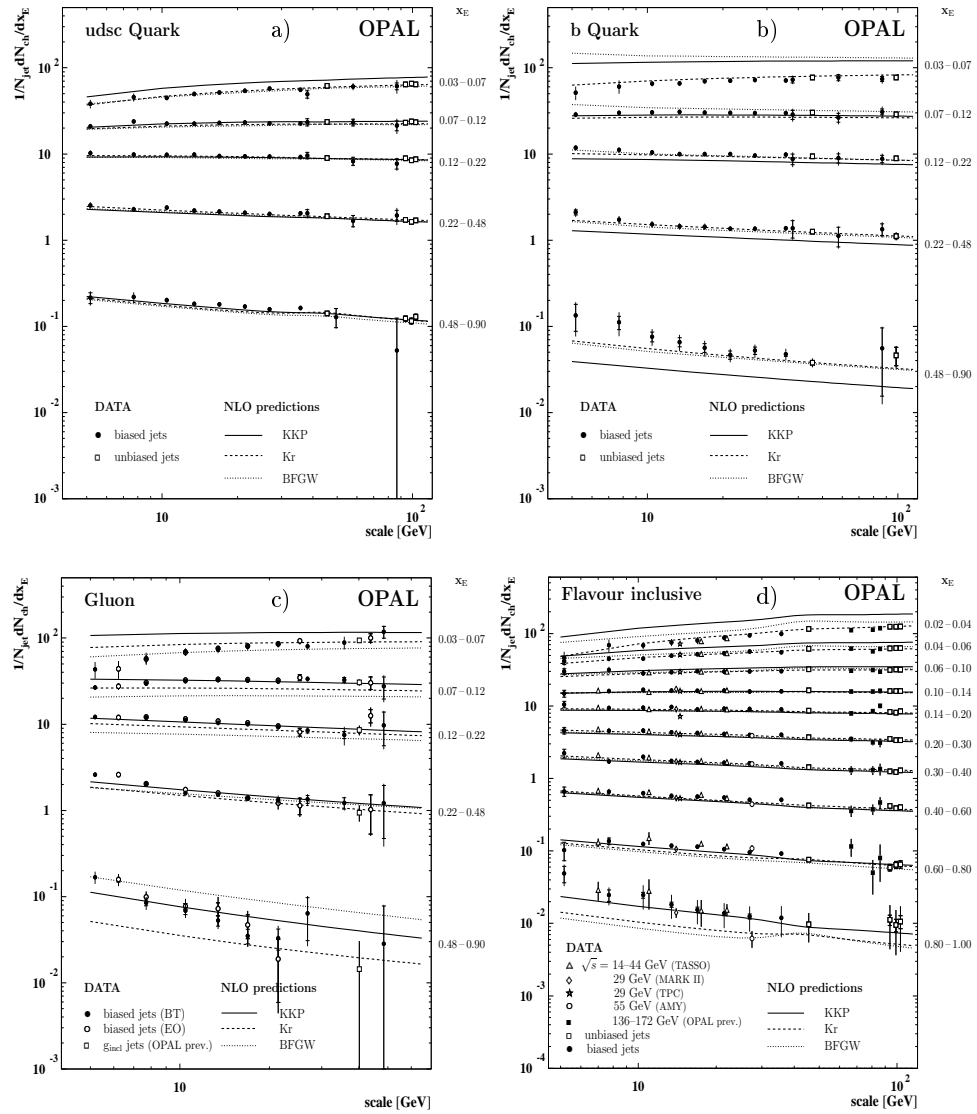 1/N_jet dN_ch/dx_E
udsc Quark
a)
OPAL
x_E
10^2
10
1
10^-1
10^-2
10^-3
0.03−0.07
0.07−0.12
0.12−0.22
0.22−0.48
0.48−0.90
DATA
biased jets
unbiased jets
NLO predictions
KKP
Kr
BFGW
10
10^2
scale [GeV]
1/N_jet dN_ch/dx_E
b Quark
b)
OPAL
x_E
10^2
10
1
10^-1
10^-2
10^-3
0.03−0.07
0.07−0.12
0.12−0.22
0.22−0.48
0.48−0.90
DATA
biased jets
unbiased jets
NLO predictions
KKP
Kr
BFGW
10
10^2
scale [GeV]
1/N_jet dN_ch/dx_E
Gluon
c)
OPAL
x_E
10^3
10^2
10
1
10^-1
10^-2
10^-3
0.03−0.07
0.07−0.12
0.12−0.22
0.22−0.48
0.48−0.90
DATA
biased jets (BT)
biased jets (EO)
g_incl jets (OPAL prev.)
NLO predictions
KKP
Kr
BFGW
10
scale [GeV]
1/N_jet dN_ch/dx_E
Flavour inclusive
d)
OPAL
x_E
10^3
10^2
10
1
10^-1
10^-2
10^-3
10^-4
0.02−0.04
0.04−0.06
0.06−0.10
0.10−0.14
0.14−0.20
0.20−0.30
0.30−0.40
0.40−0.60
0.60−0.80
0.80−1.00
DATA
√s = 14–44 GeV (TASSO)
29 GeV (MARK II)
29 GeV (TPC)
55 GeV (AMY)
136–172 GeV (OPAL prev.)
unbiased jets
biased jets
NLO predictions
KKP
Kr
BFGW
10
10^2
scale [GeV]